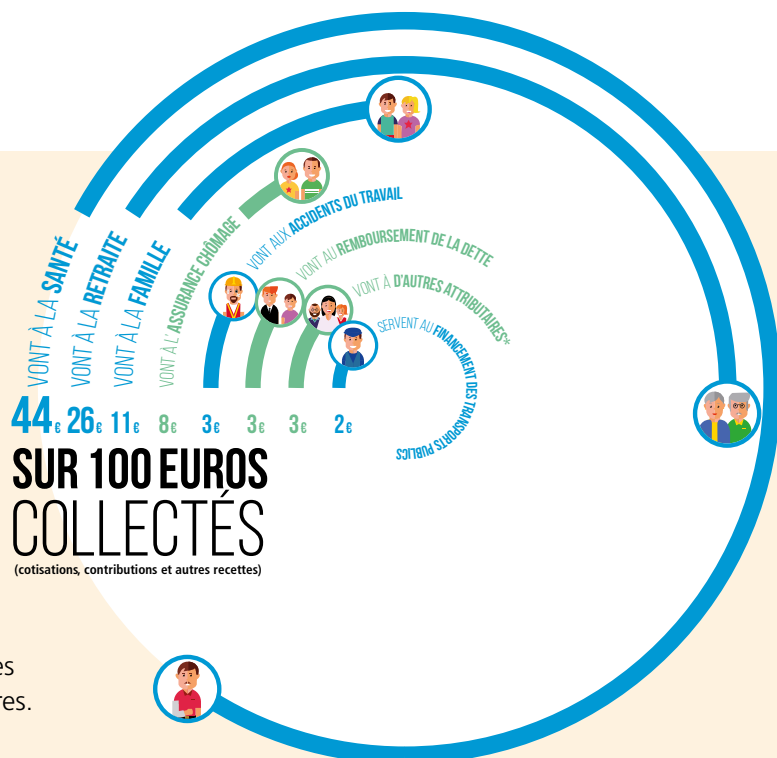 VONT À LA SANTÉ
VONT À LA RETRAITE
VONT À LA FAMILLE
VONT À L'ASSURANCE CHÔMAGE
VONT AUX ACCIDENTS DU TRAVAIL
VONT AU REMBOURSEMENT DE LA DETTE
VONT À D'AUTRES ATTRIBUTAIRES*
SERVENT AU FINANCEMENT DES TRANSPORTS PUBLICS
44€ 26€ 11€ 8€ 3€ 3€ 3€ 2€
SUR 100 EUROS
COLLECTÉS
(cotisations, contributions et autres recettes)
es
res.